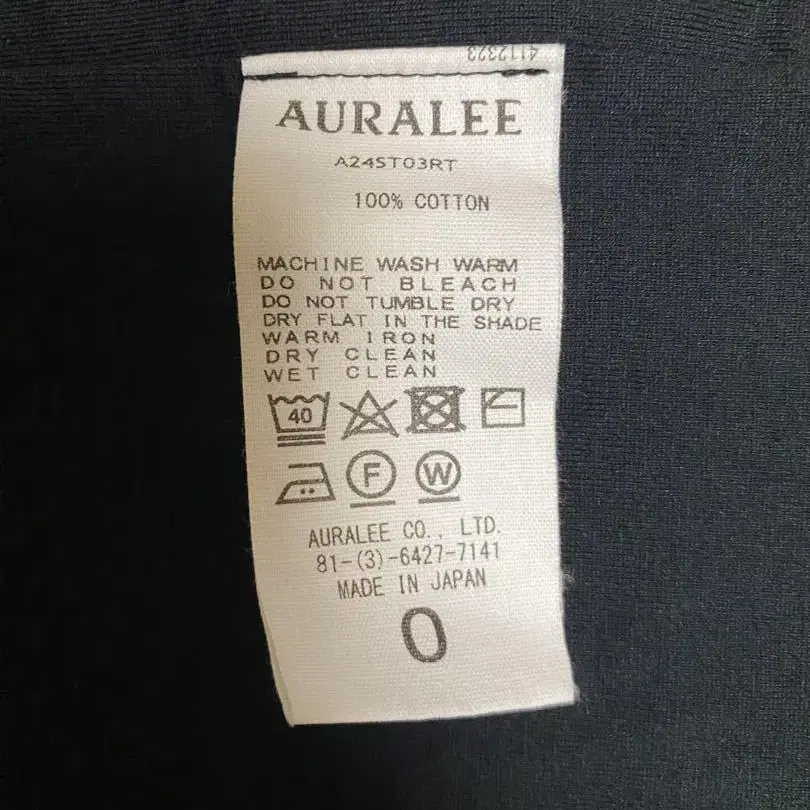 4112323
AURALEE
A24ST03RT
100% COTTON
MACHINE WASH WARM
DO NOT BLEACH
DO NOT TUMBLE DRY
DRY FLAT IN THE SHADE
WARM IRON
DRY CLEAN
WET CLEAN
40
F W
AURALEE CO., LTD.
81-(3)-6427-7141
MADE IN JAPAN
0